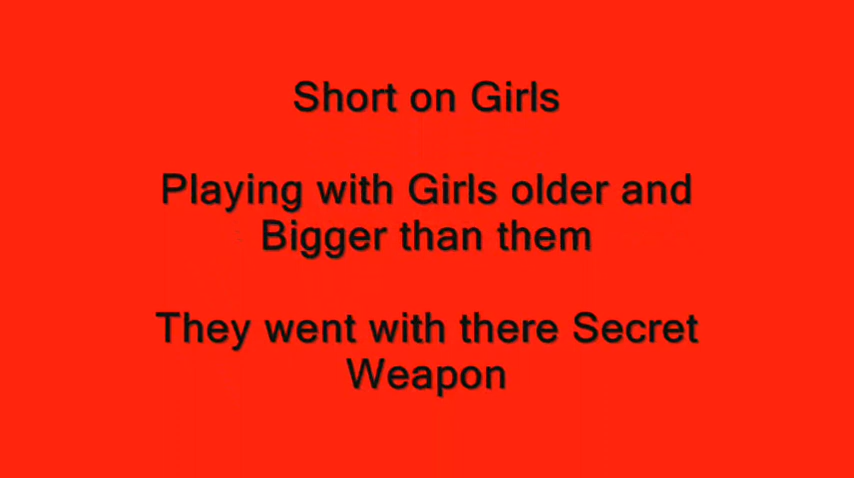 Short on Girls
Playing with Girls older and
Bigger than them
They went with there Secret
Weapon